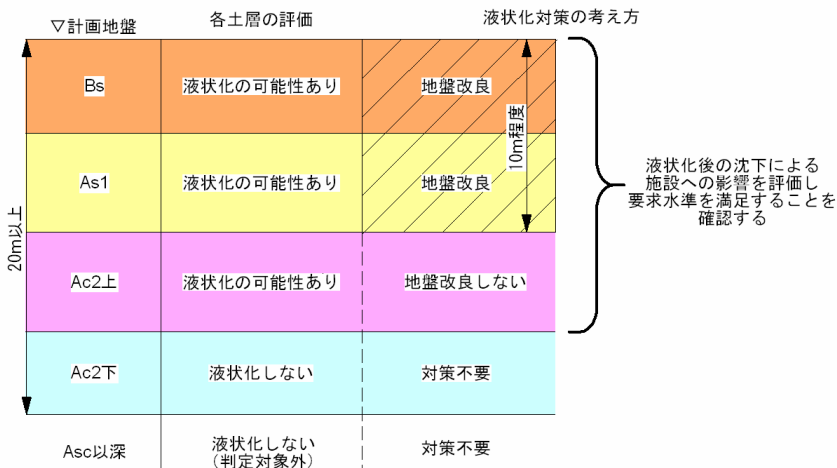 ▽計画地盤
各土層の評価
液状化対策の考え方
Bs
液状化の可能性あり
地盤改良
As1
液状化の可能性あり
地盤改良
10m程度
Ac2上
液状化の可能性あり
地盤改良しない
20m以上
Ac2下
液状化しない
対策不要
Asc以深
液状化しない
(判定対象外)
対策不要
液状化後の沈下による
施設への影響を評価し
要求水準を満足することを
確認する